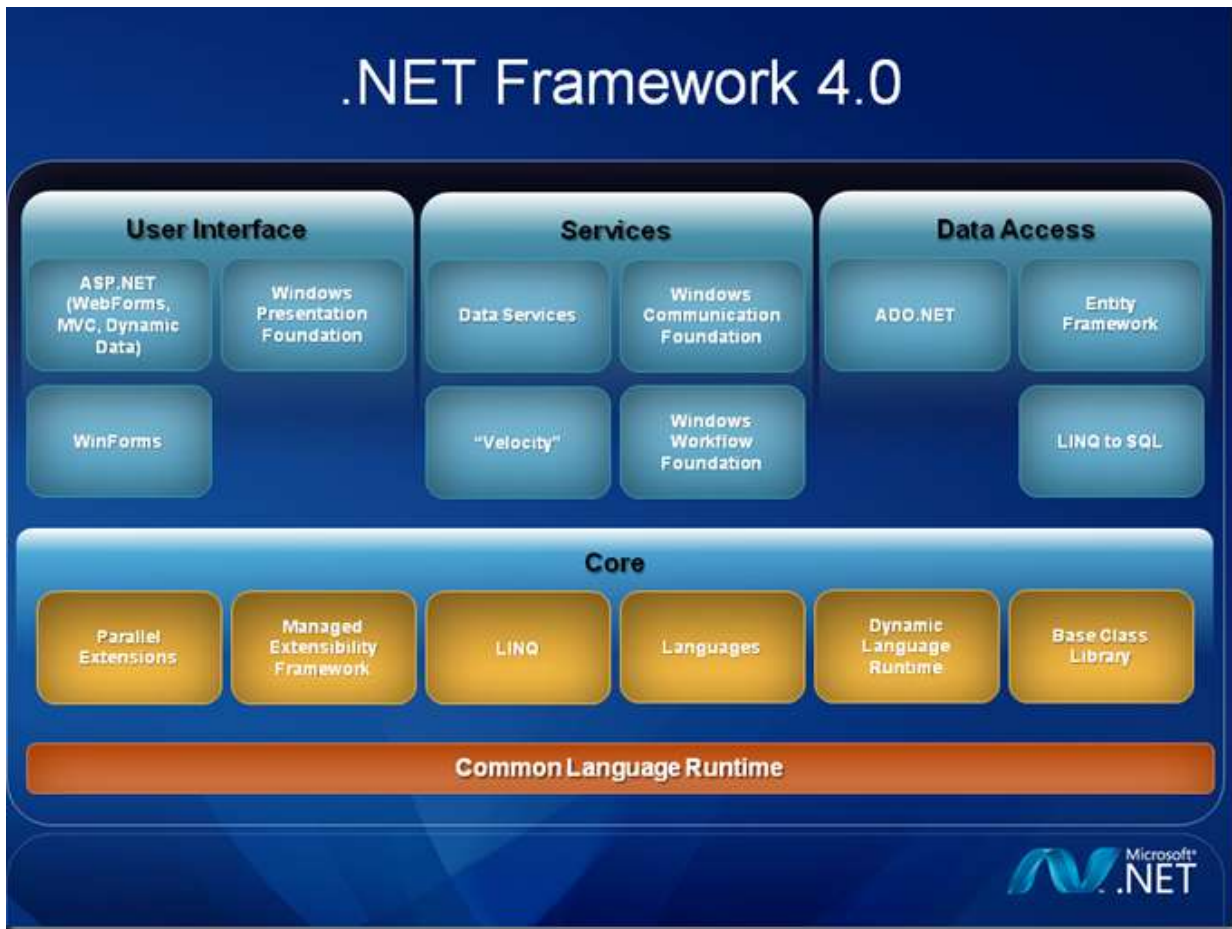 .NET Framework 4.0
User Interface
ASP.NET
(WebForms,
MVC, Dynamic
Data)
Windows
Presentation
Foundation
WinForms
Services
Data Services
Windows
Communication
Foundation
"Velocity"
Windows
Workflow
Foundation
Data Access
ADO.NET
Entity
Framework
LINQ to SQL
Core
Parallel
Extensions
Managed
Extensibility
Framework
LINQ
Languages
Dynamic
Language
Runtime
Base Class
Library
Common Language Runtime
Microsoft®
.NET